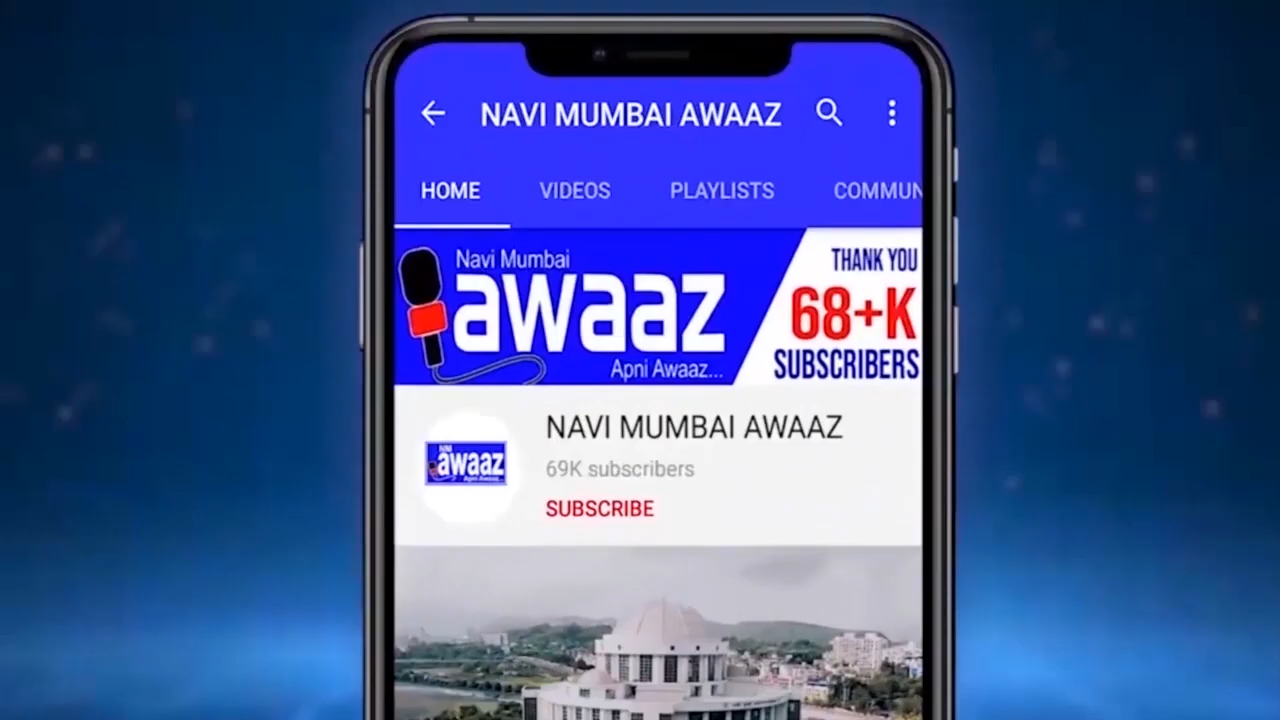 NAVI MUMBAI AWAAZ
HOME VIDEOS PLAYLISTS COMMUN
Navi Mumbai
awaaz
Apni Awaaz...
THANK YOU
68+K
SUBSCRIBERS
awaaz
NAVI MUMBAI AWAAZ
69K subscribers
SUBSCRIBE